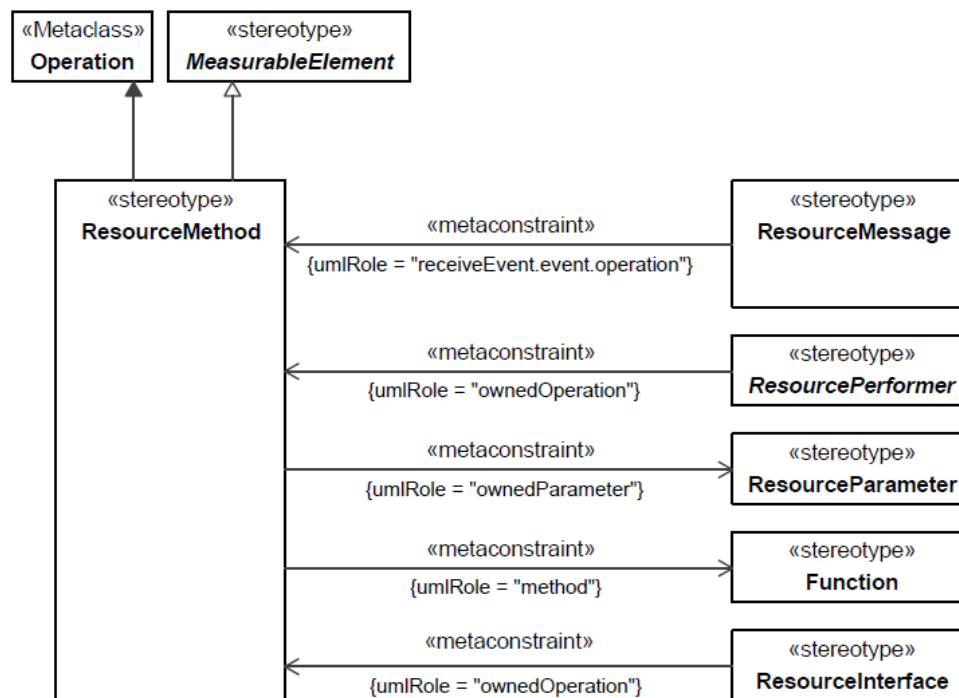 «Metaclass»
Operation
«stereotype»
MeasurableElement
«stereotype»
ResourceMethod
«metaconstraint»
{umlRole = "receiveEvent.event.operation"}
«stereotype»
ResourceMessage
«metaconstraint»
{umlRole = "ownedOperation"}
«stereotype»
ResourcePerformer
«metaconstraint»
{umlRole = "ownedParameter"}
«stereotype»
ResourceParameter
«metaconstraint»
{umlRole = "method"}
«stereotype»
Function
«metaconstraint»
{umlRole = "ownedOperation"}
«stereotype»
ResourceInterface